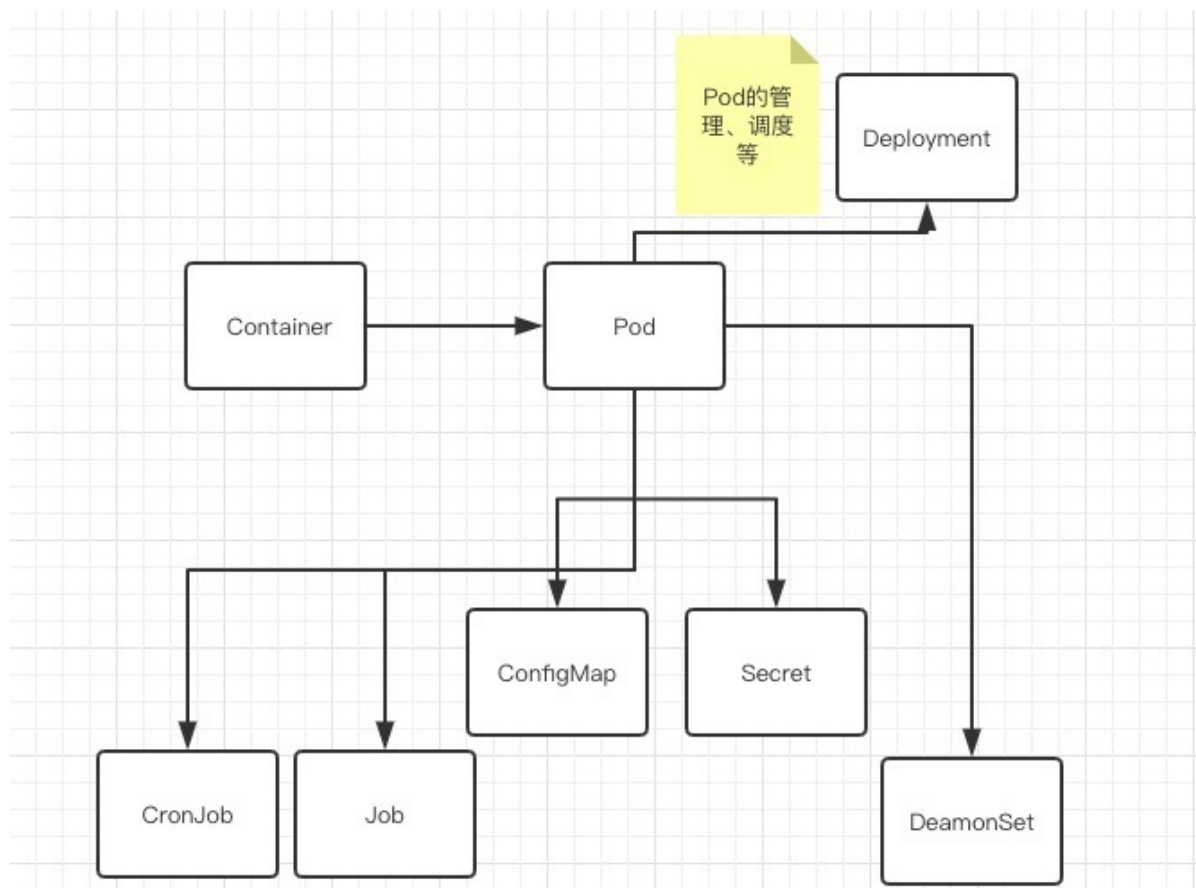 Pod的管
理、调度
等
Deployment
Container
Pod
ConfigMap
Secret
CronJob
Job
DeamonSet